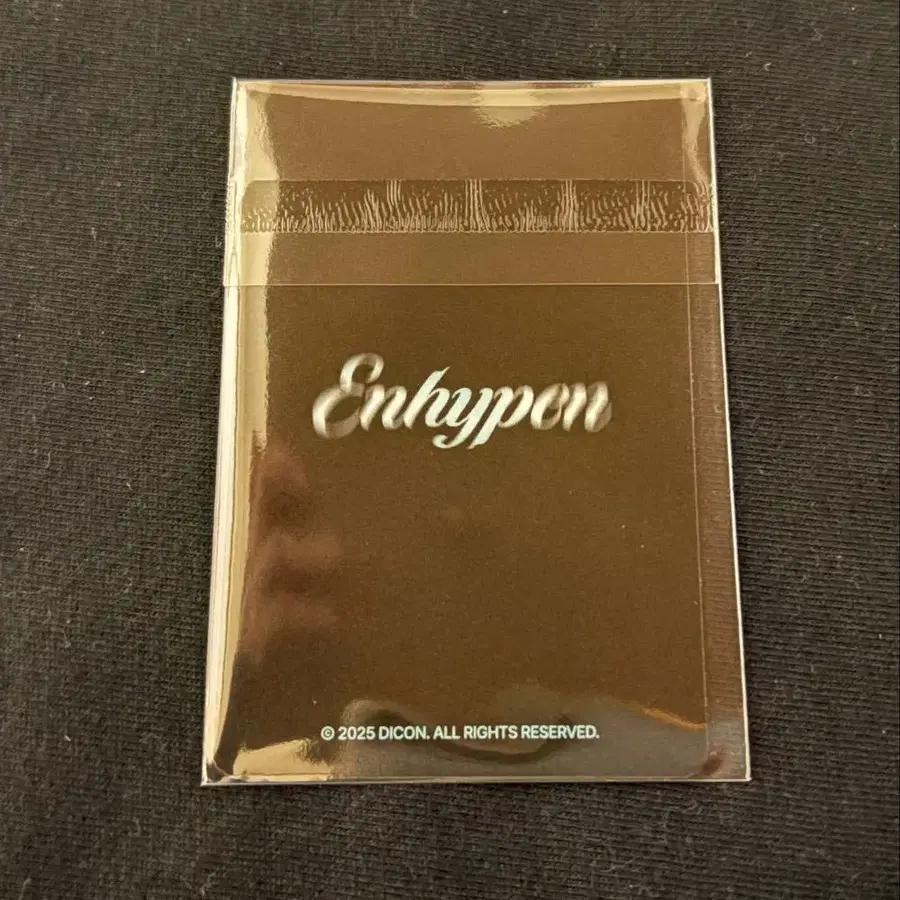 Enhypen
© 2025 DICON. ALL RIGHTS RESERVED.